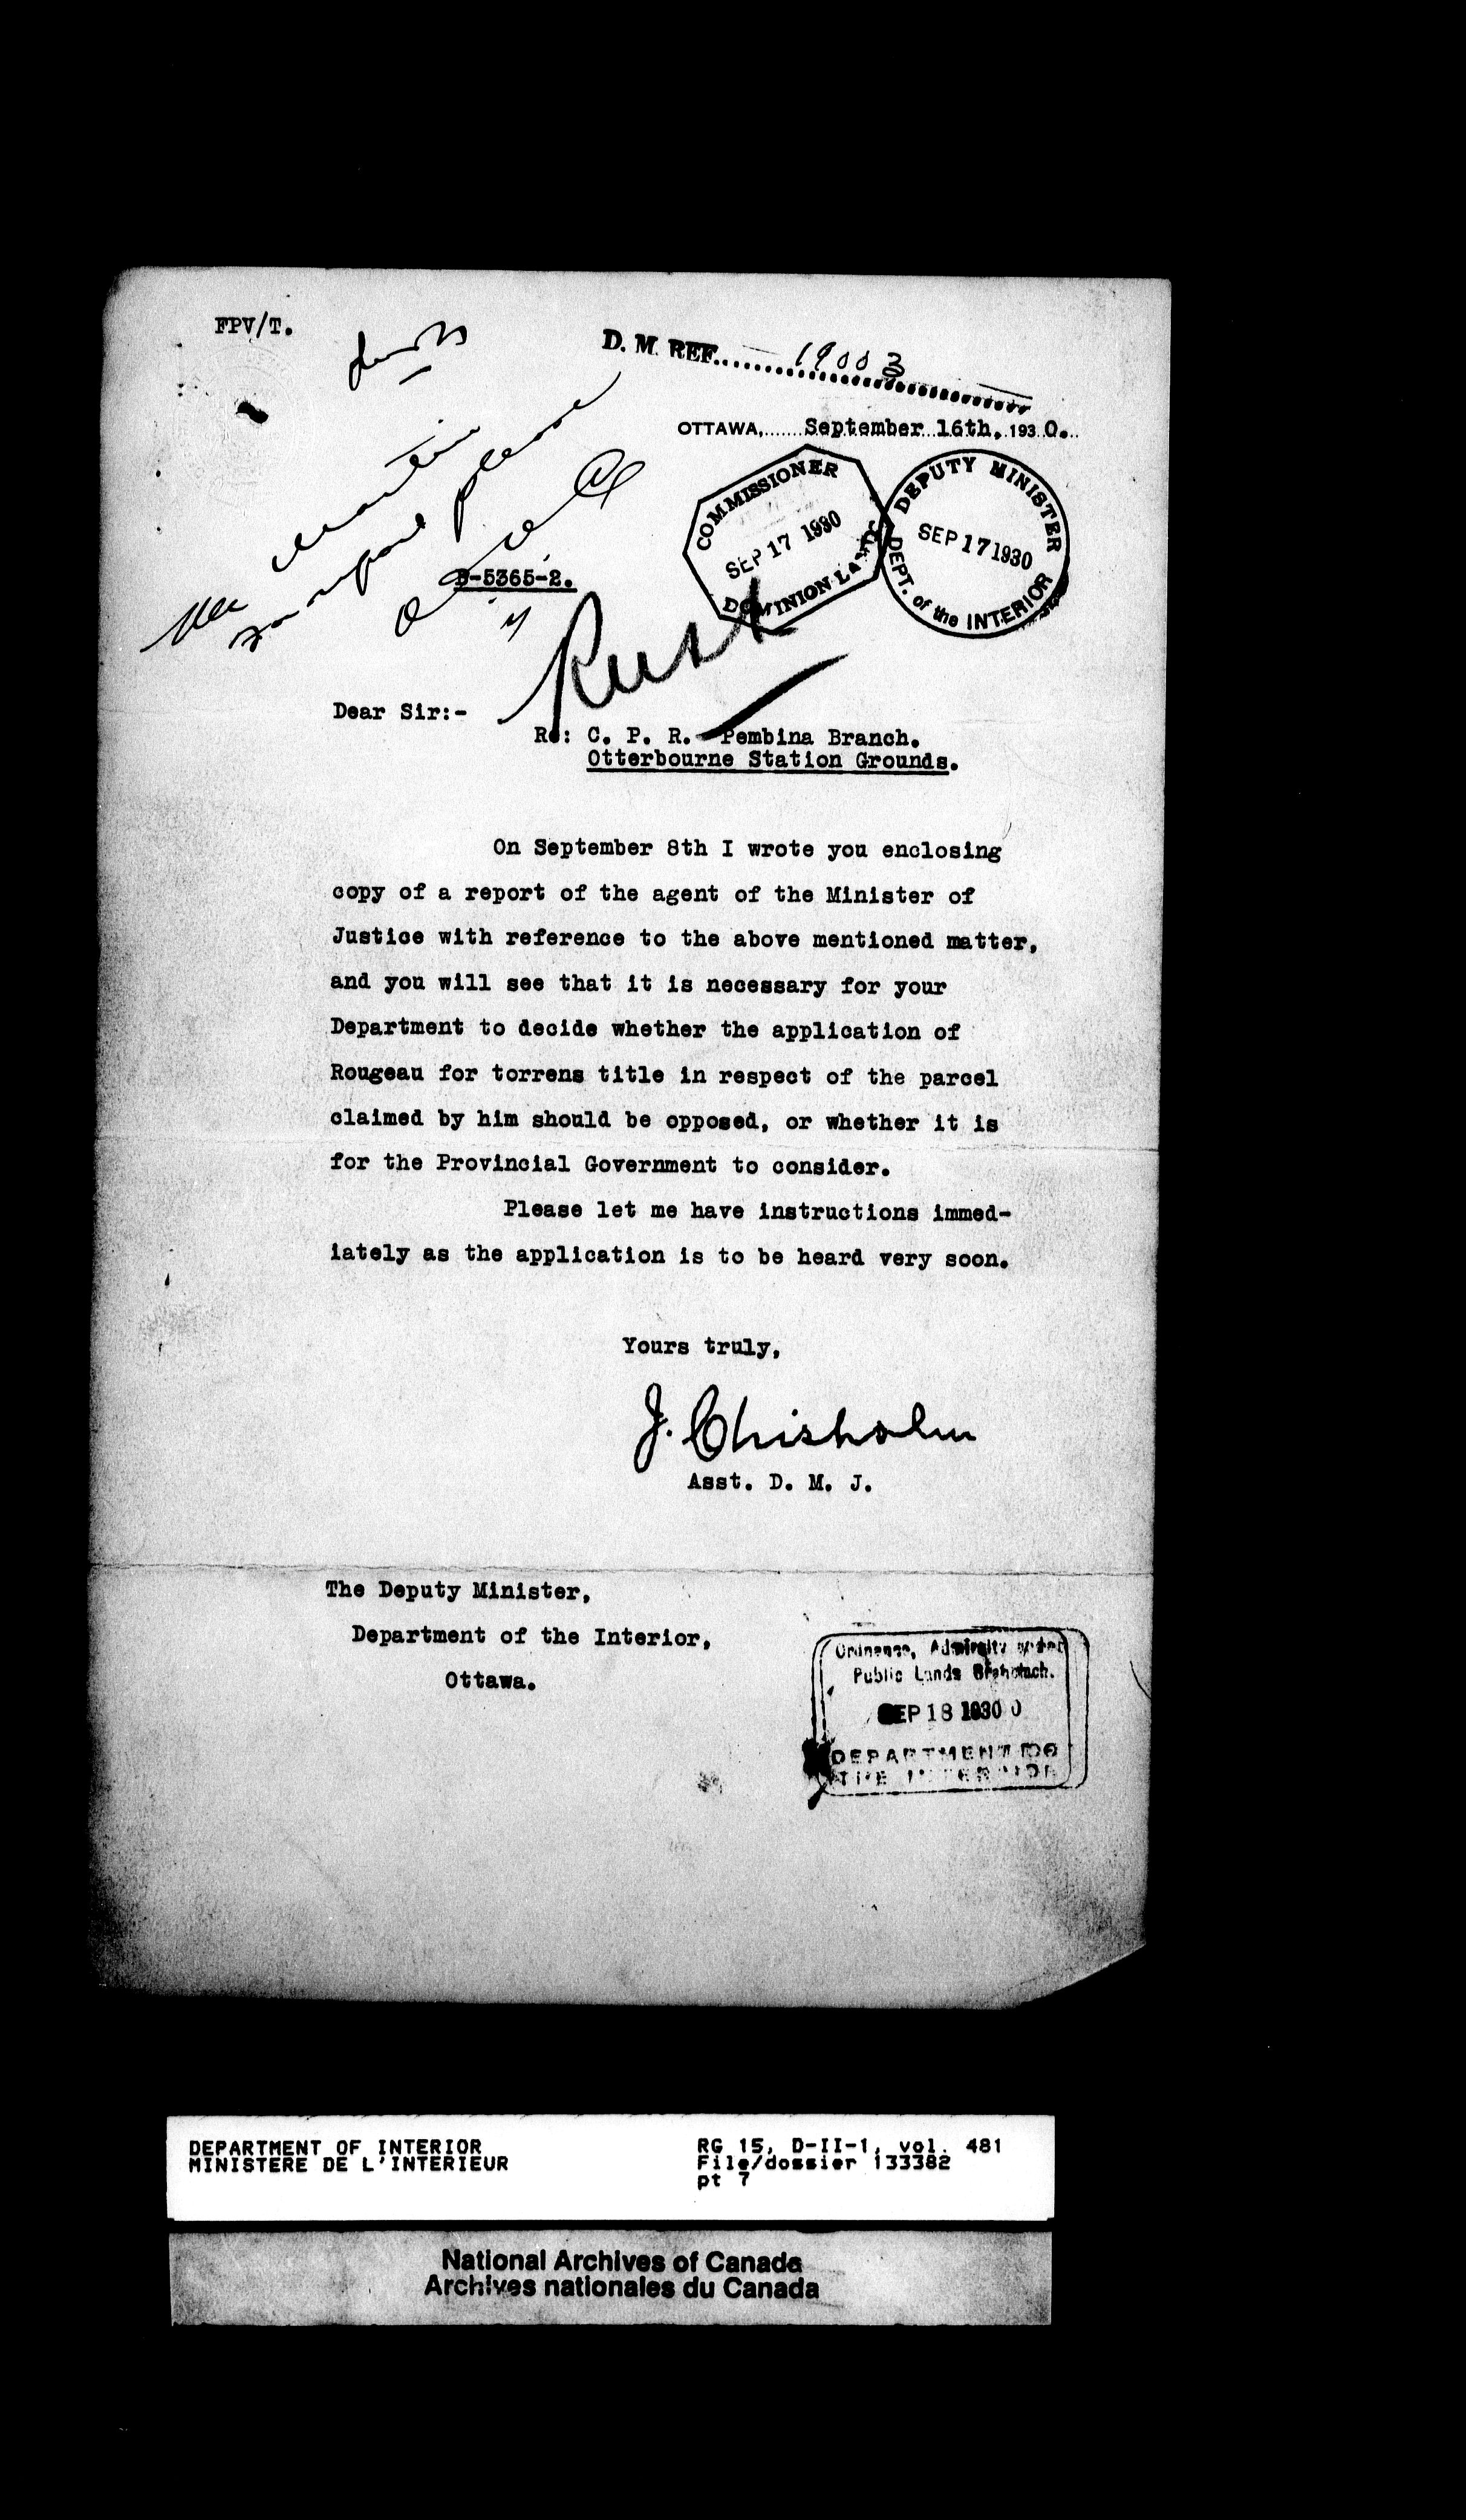 FPV/T.
D. M. REF. 19003
OTTAWA, September 16th, 1930.
COMMISSIONER
SEP 17 1930
DOMINION LANDS
DEPUTY MINISTER
SEP 17 1930
DEPT. of the INTERIOR
please
-5365-2.
Rush
Dear Sir:-
Re: C. P. R. Pembina Branch.
Otterbourne Station Grounds.
On September 8th I wrote you enclosing
copy of a report of the agent of the Minister of
Justice with reference to the above mentioned matter,
and you will see that it is necessary for your
Department to decide whether the application of
Rougeau for torrens title in respect of the parcel
claimed by him should be opposed, or whether it is
for the Provincial Government to consider.
Please let me have instructions immed-
iately as the application is to be heard very soon.
Yours truly,
J. Chisholm
Asst. D. M. J.
The Deputy Minister,
Department of the Interior,
Ottawa.
Ordnance, Admiralty and
Public Lands Branch.
SEP 18 1930
DEPARTMENT OF
THE INTERIOR
DEPARTMENT OF INTERIOR
MINISTERE DE L'INTERIEUR
RG 15, D-II-1, vol. 481
File/dossier 133382
pt 7
National Archives of Canada
Archives nationales du Canada